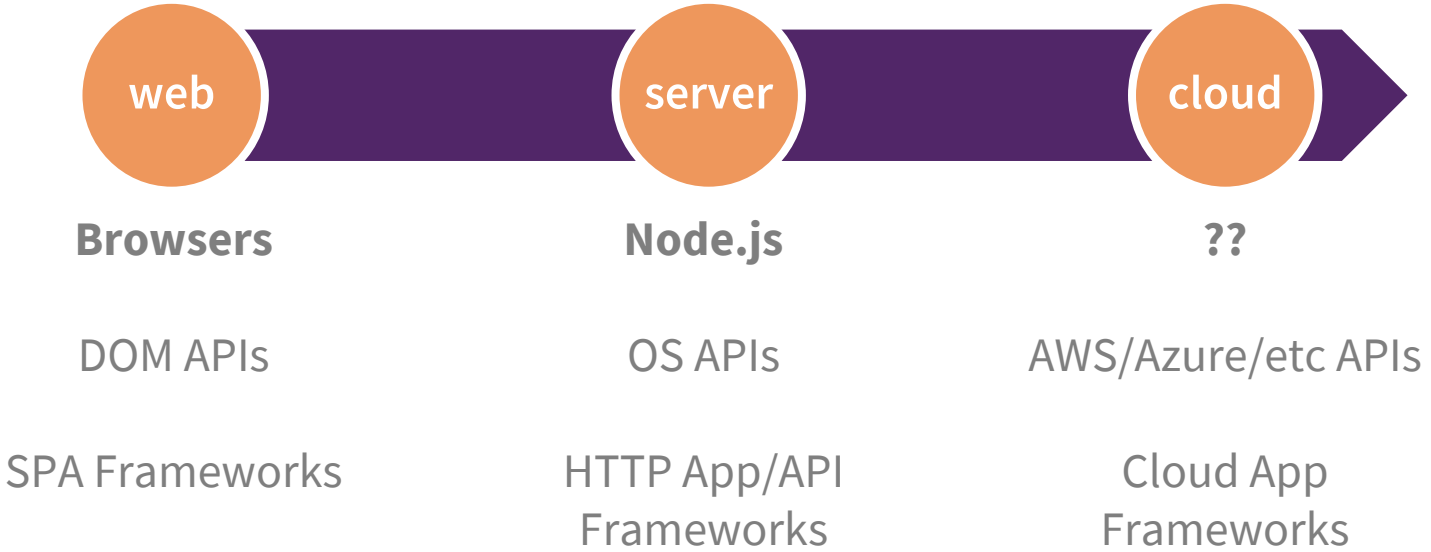 web
server
cloud
Browsers
Node.js
??
DOM APIs
OS APIs
AWS/Azure/etc APIs
SPA Frameworks
HTTP App/API
Frameworks
Cloud App
Frameworks